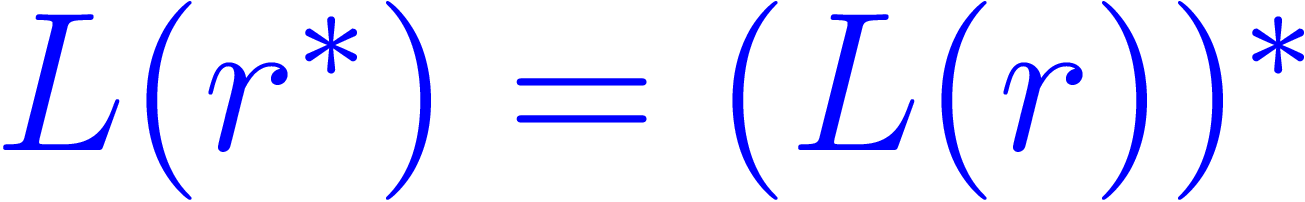 L(r*) = (L(r))*